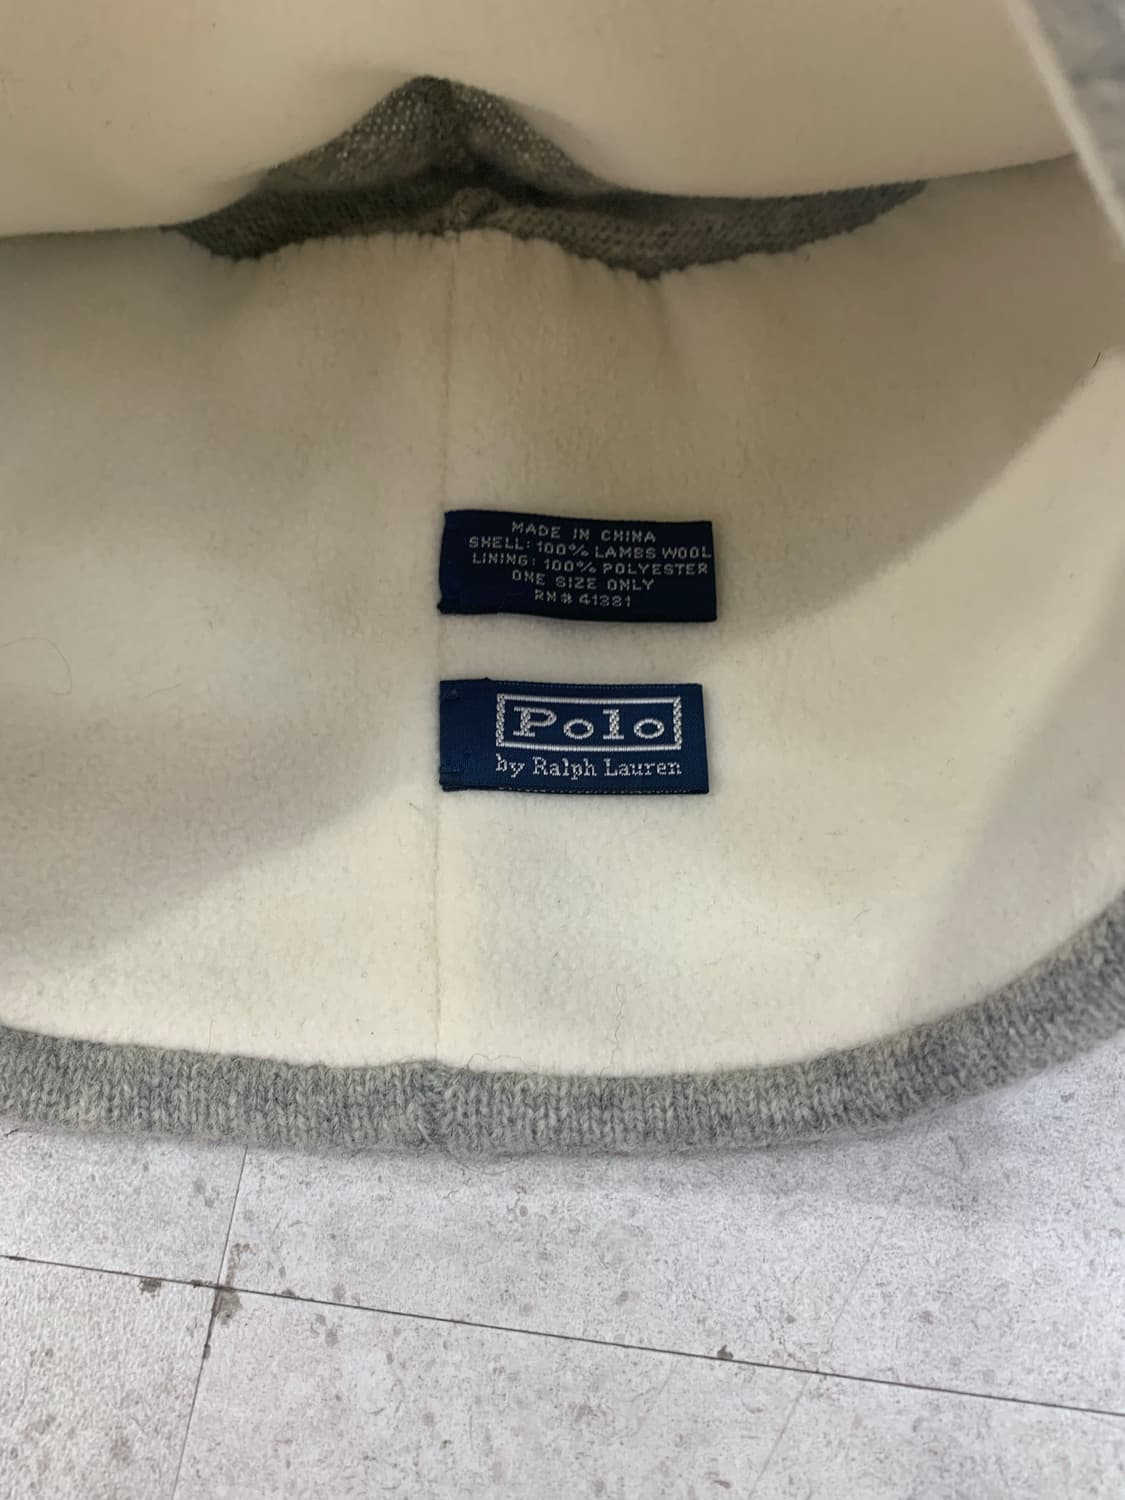 MADE IN CHINA
SHELL: 100% LAMBS WOOL
LINING: 100% POLYESTER
ONE SIZE ONLY
RN# 41381
Polo
by Ralph Lauren